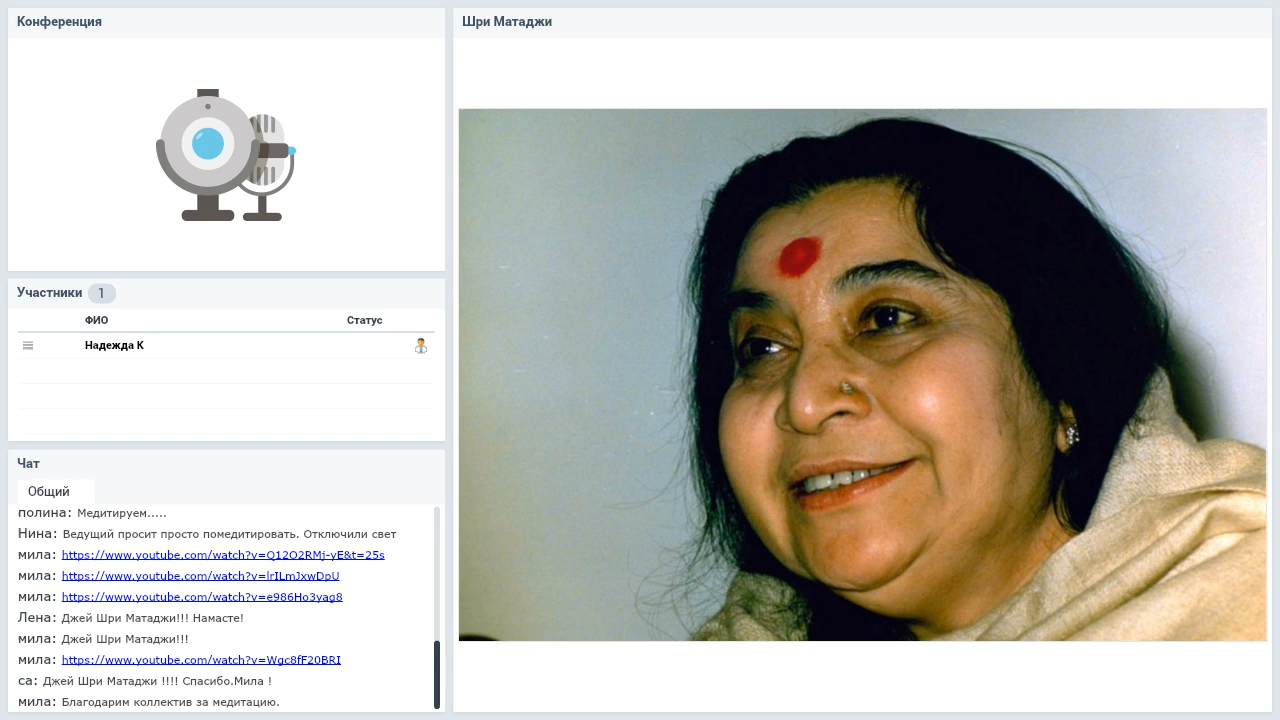 Конференция
Участники 1
ФИО Статус
Надежда К
Чат
Общий
полина: Медитируем.....
Нина: Ведущий просит просто помедитировать. Отключили свет
мила: https://www.youtube.com/watch?v=Q12O2RMj-yE&t=25s
мила: https://www.youtube.com/watch?v=lrILmJxwDpU
мила: https://www.youtube.com/watch?v=e986Ho3yag8
Лена: Джей Шри Матаджи!!! Намасте!
мила: Джей Шри Матаджи!!!
мила: https://www.youtube.com/watch?v=Wgc8fF20BRI
са: Джей Шри Матаджи !!!! Спасибо,Мила !
мила: Благодарим коллектив за медитацию.
Шри Матаджи